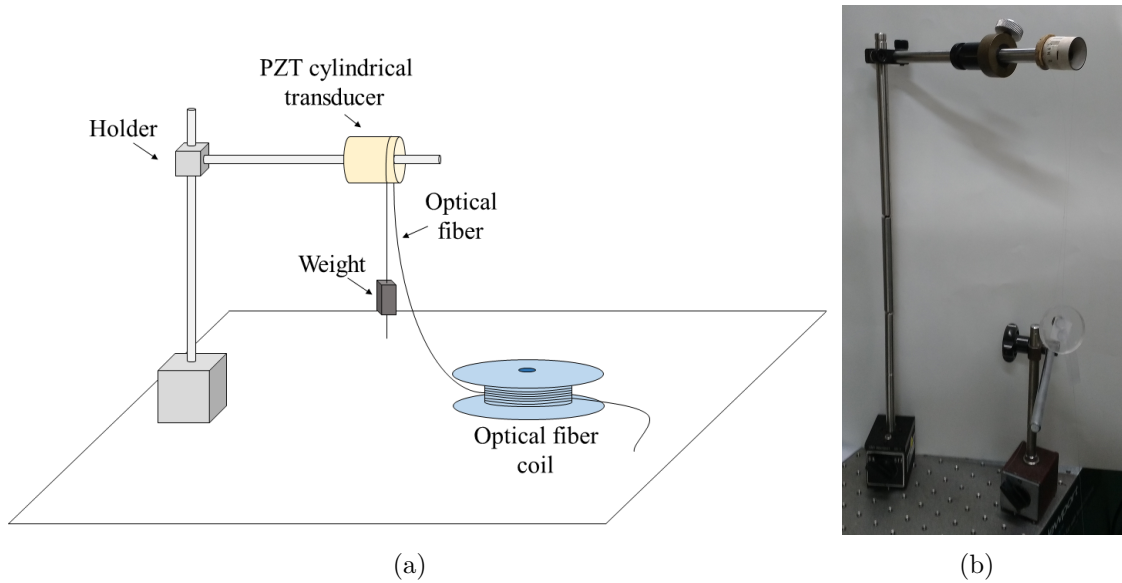 PZT cylindrical
transducer
Holder
Optical
fiber
Weight
Optical fiber
coil
(a)
(b)